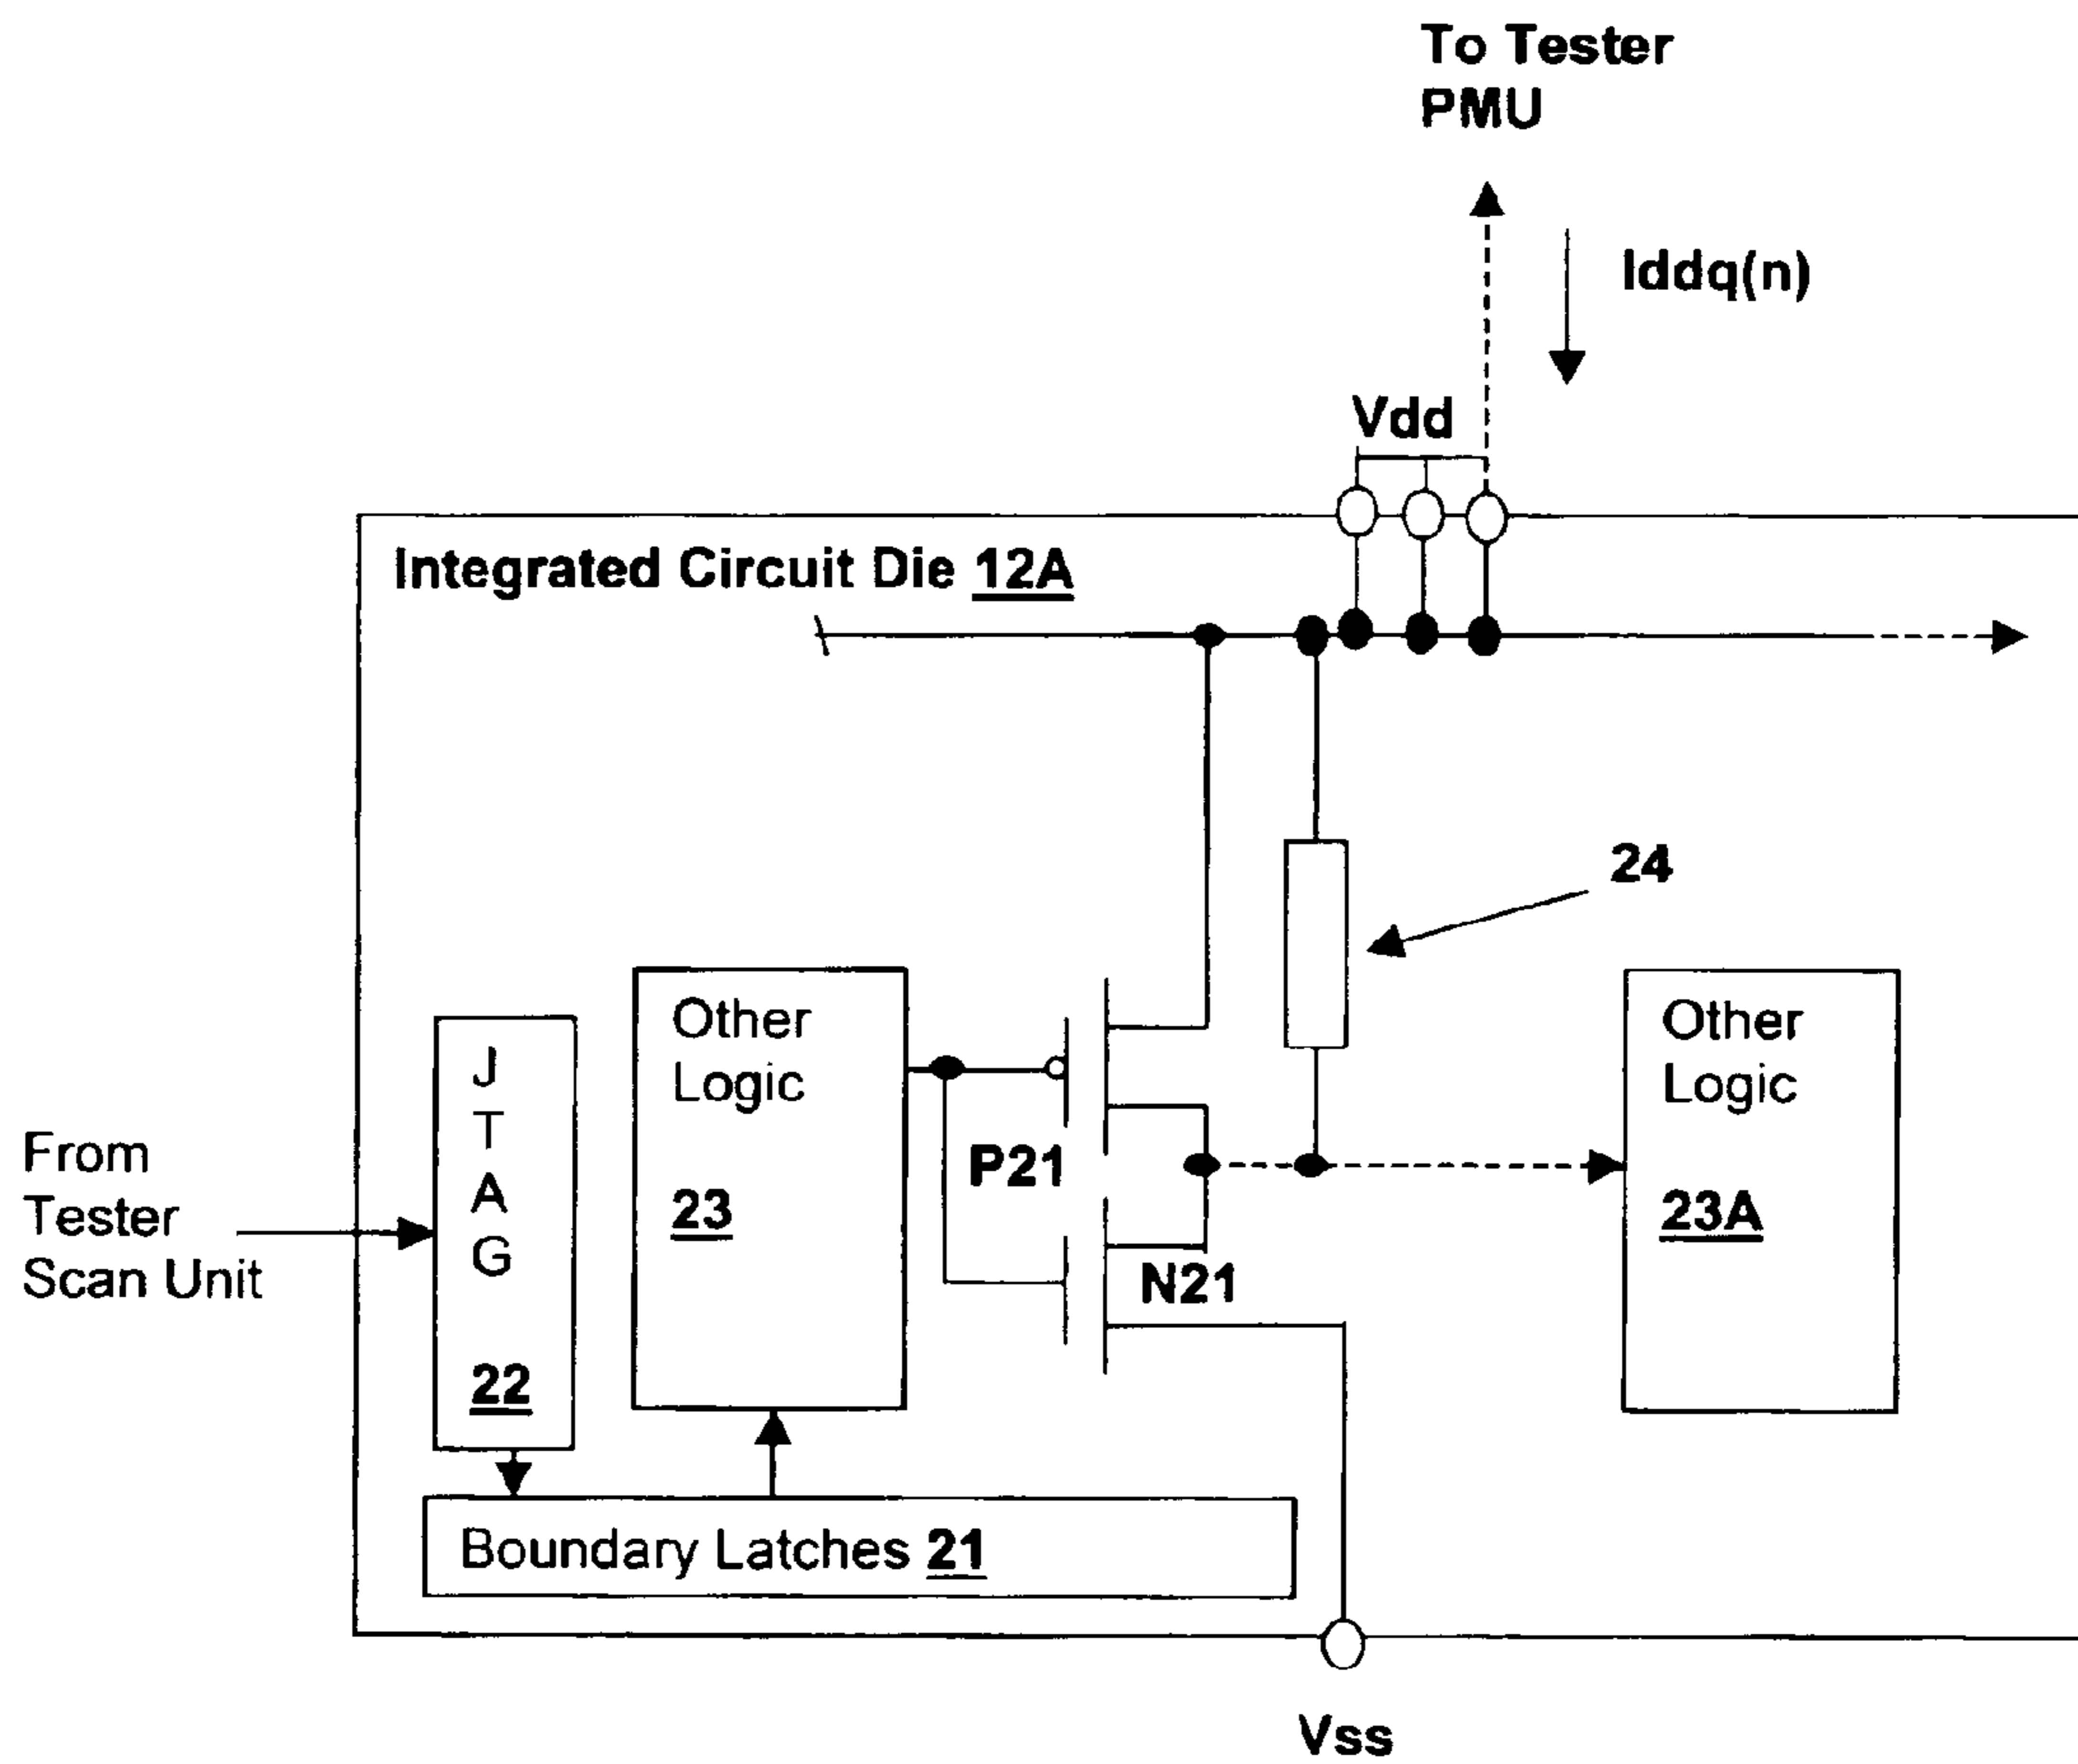 To Tester
PMU
Iddq(n)
Vdd
Integrated Circuit Die 12A
24
Other
Logic
23
Other
Logic
23A
J
T
A
G
22
P21
N21
From
Tester
Scan Unit
Boundary Latches 21
Vss